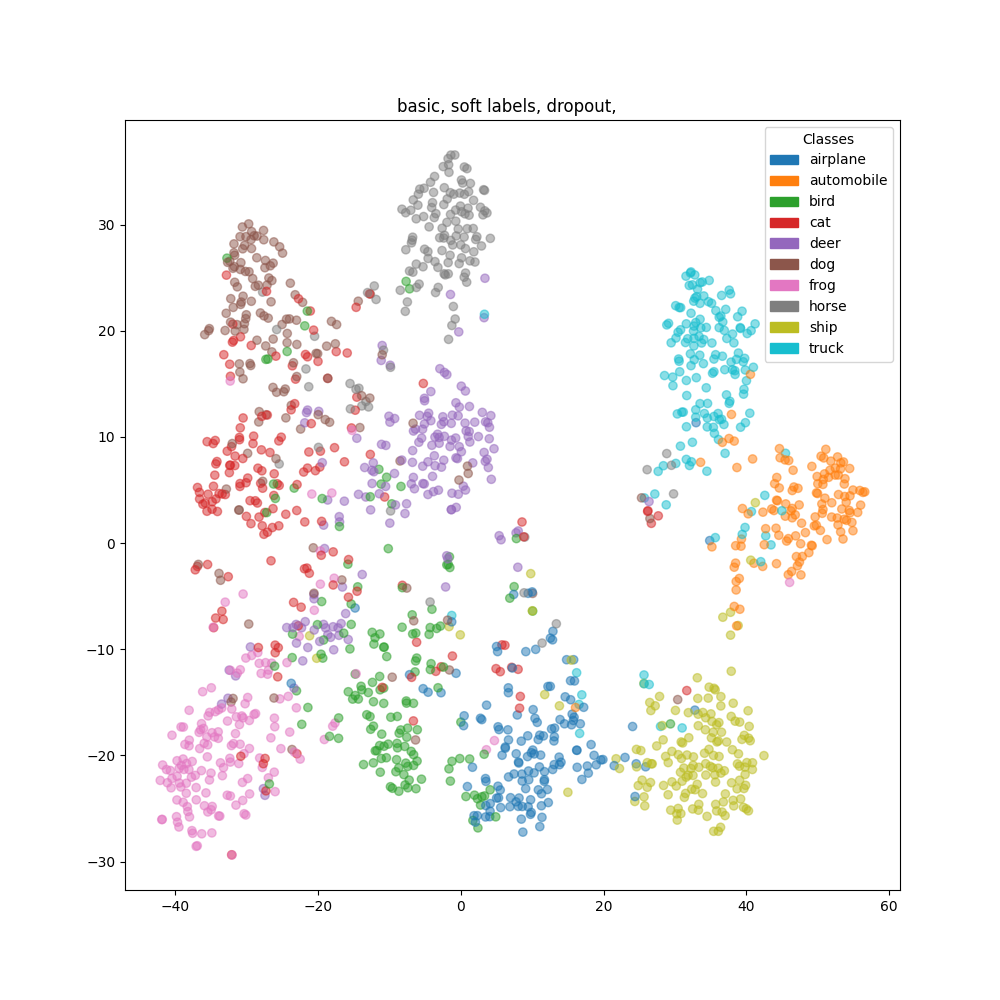 basic, soft labels, dropout,
Classes
airplane
automobile
bird
cat
deer
dog
frog
horse
ship
truck
30
20
10
0
−10
−20
−30
−40 −20 0 20 40 60